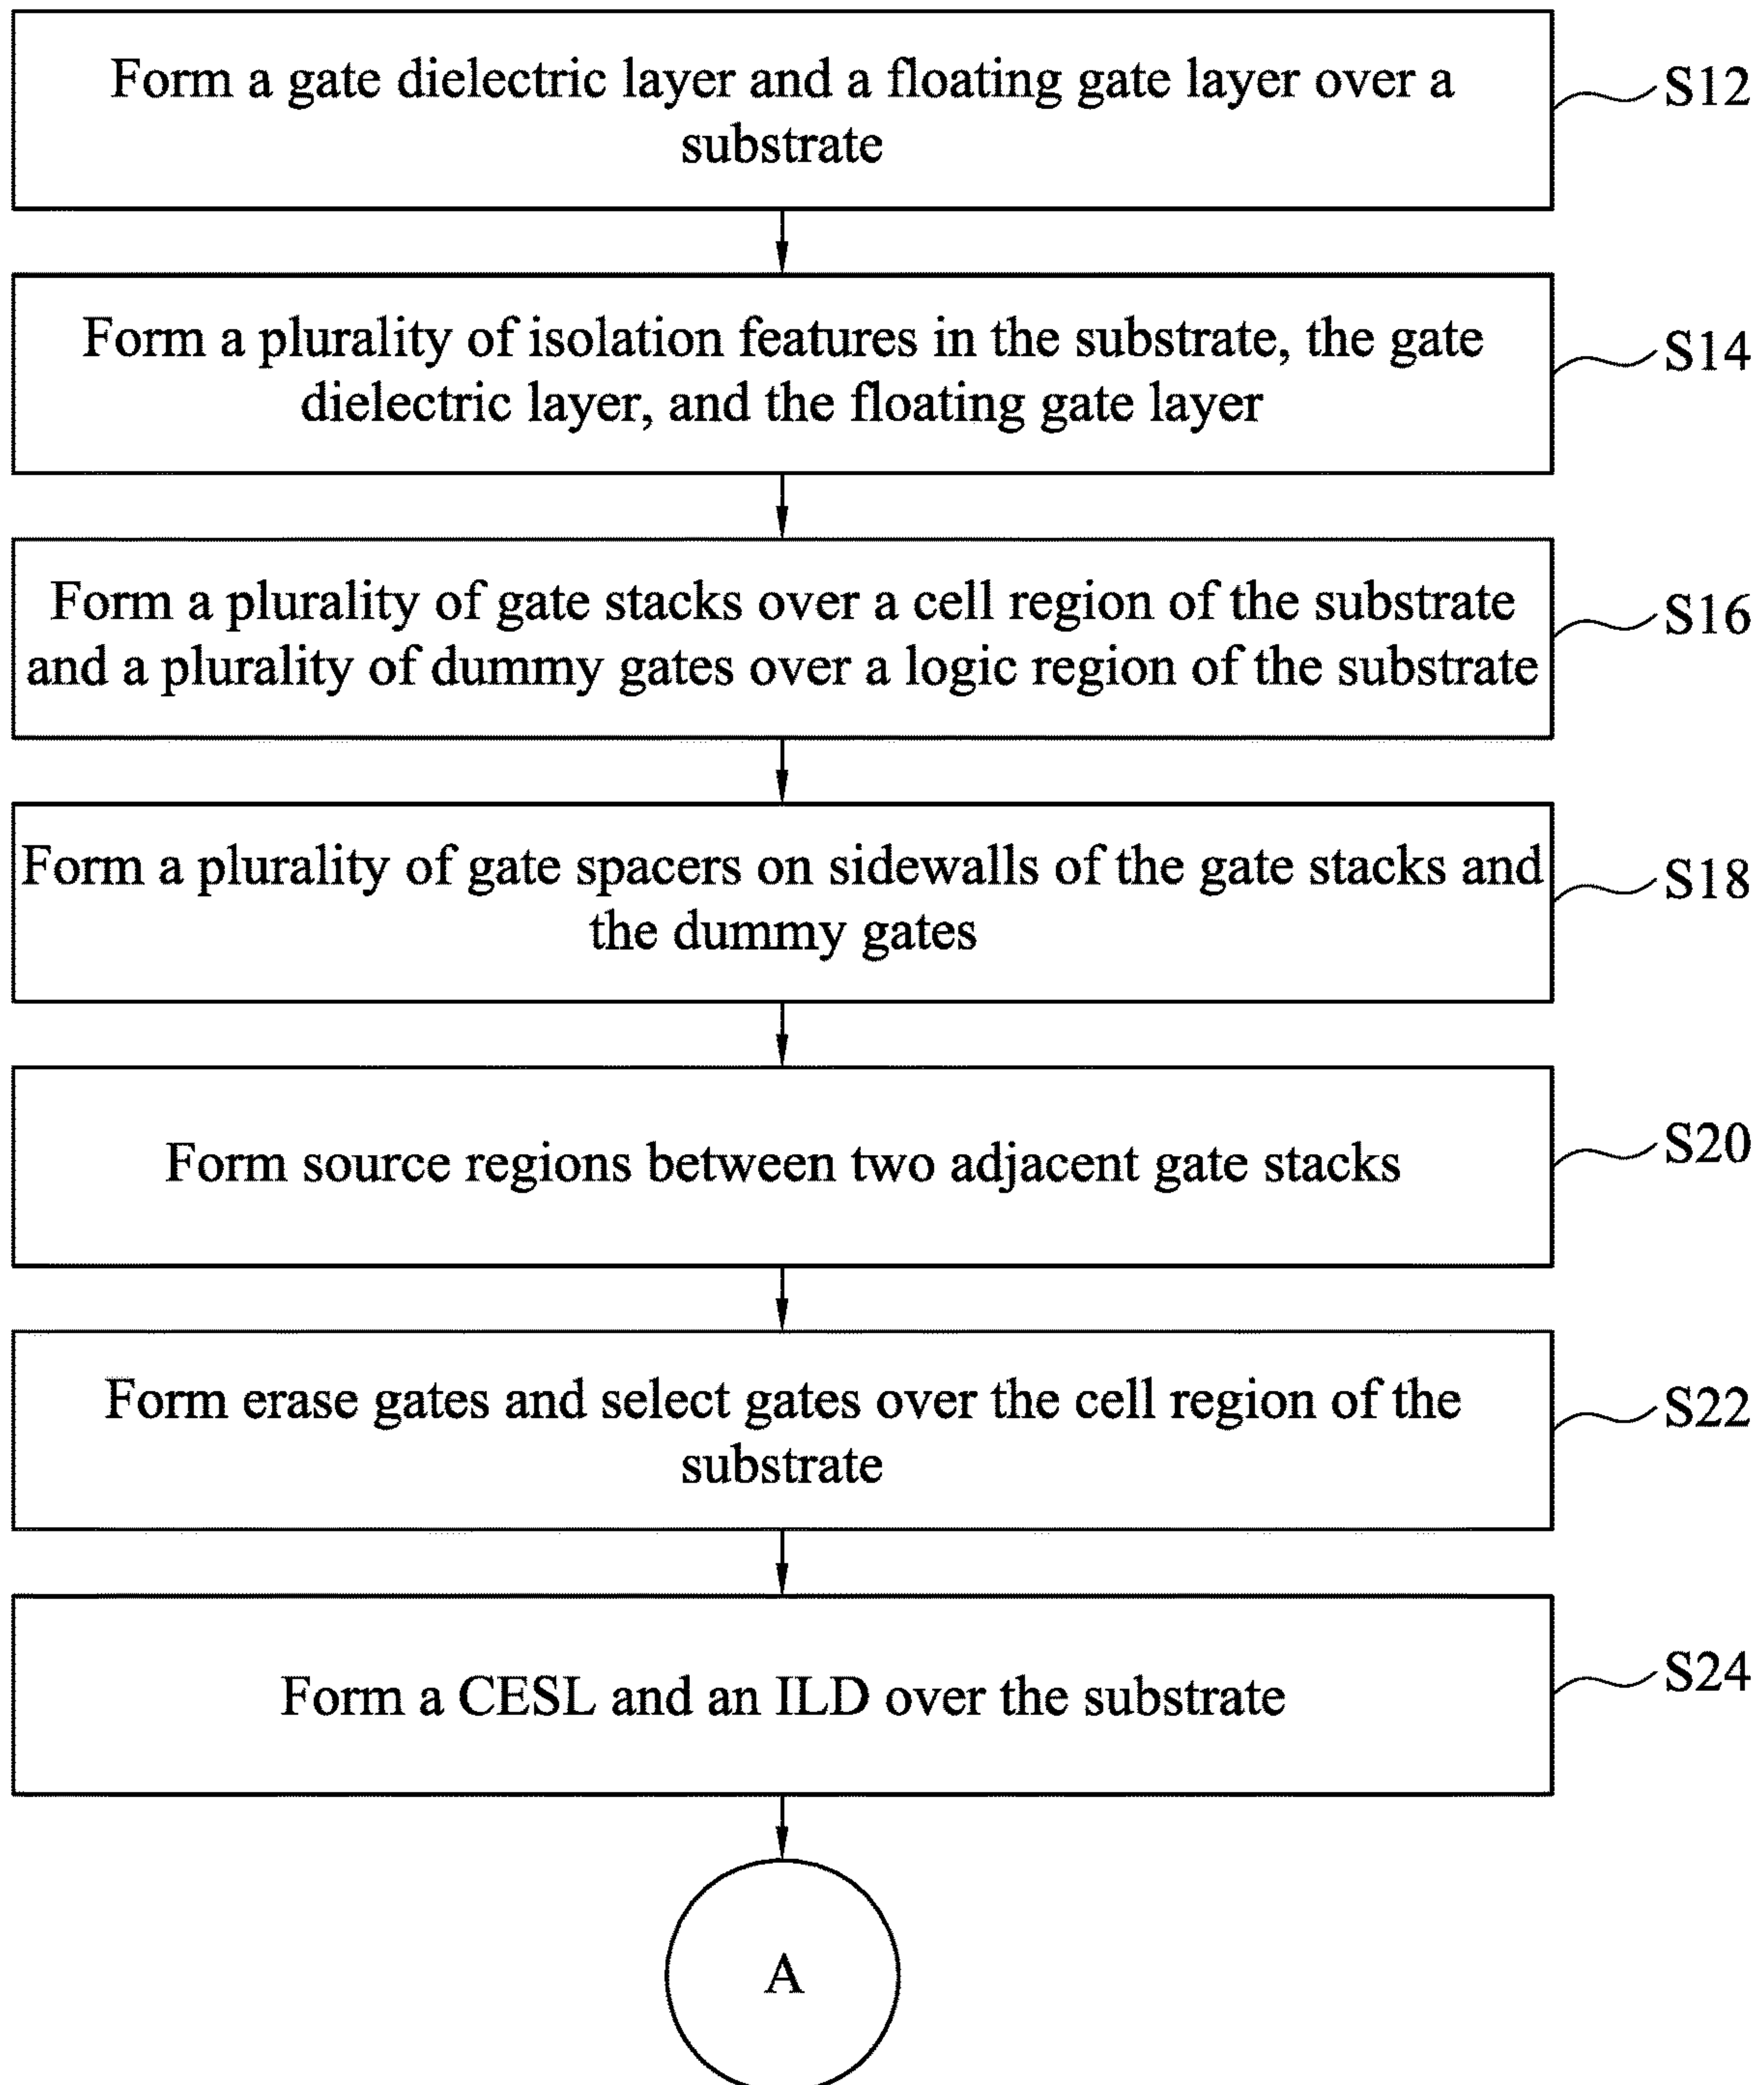 Form a gate dielectric layer and a floating gate layer over a
substrate
S12
Form a plurality of isolation features in the substrate, the gate
dielectric layer, and the floating gate layer
S14
Form a plurality of gate stacks over a cell region of the substrate
and a plurality of dummy gates over a logic region of the substrate
S16
Form a plurality of gate spacers on sidewalls of the gate stacks and
the dummy gates
S18
Form source regions between two adjacent gate stacks
S20
Form erase gates and select gates over the cell region of the
substrate
S22
Form a CESL and an ILD over the substrate
S24
A